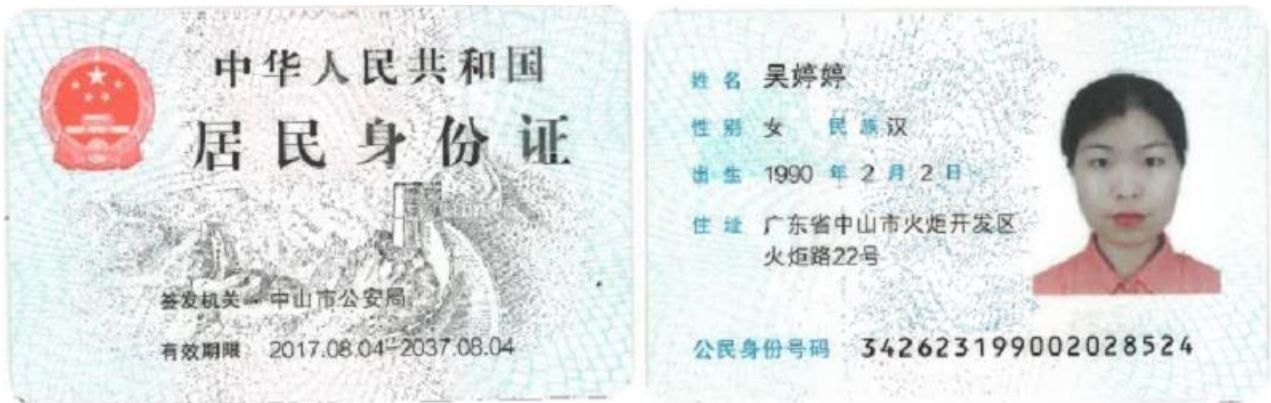 中华人民共和国
居民身份证
签发机关 中山市公安局
有效期限 2017.08.04-2037.08.04
姓名 吴婷婷
性别 女 民族 汉
出生 1990 年 2 月 2 日
住址 广东省中山市火炬开发区
火炬路22号
公民身份号码 342623199002028524